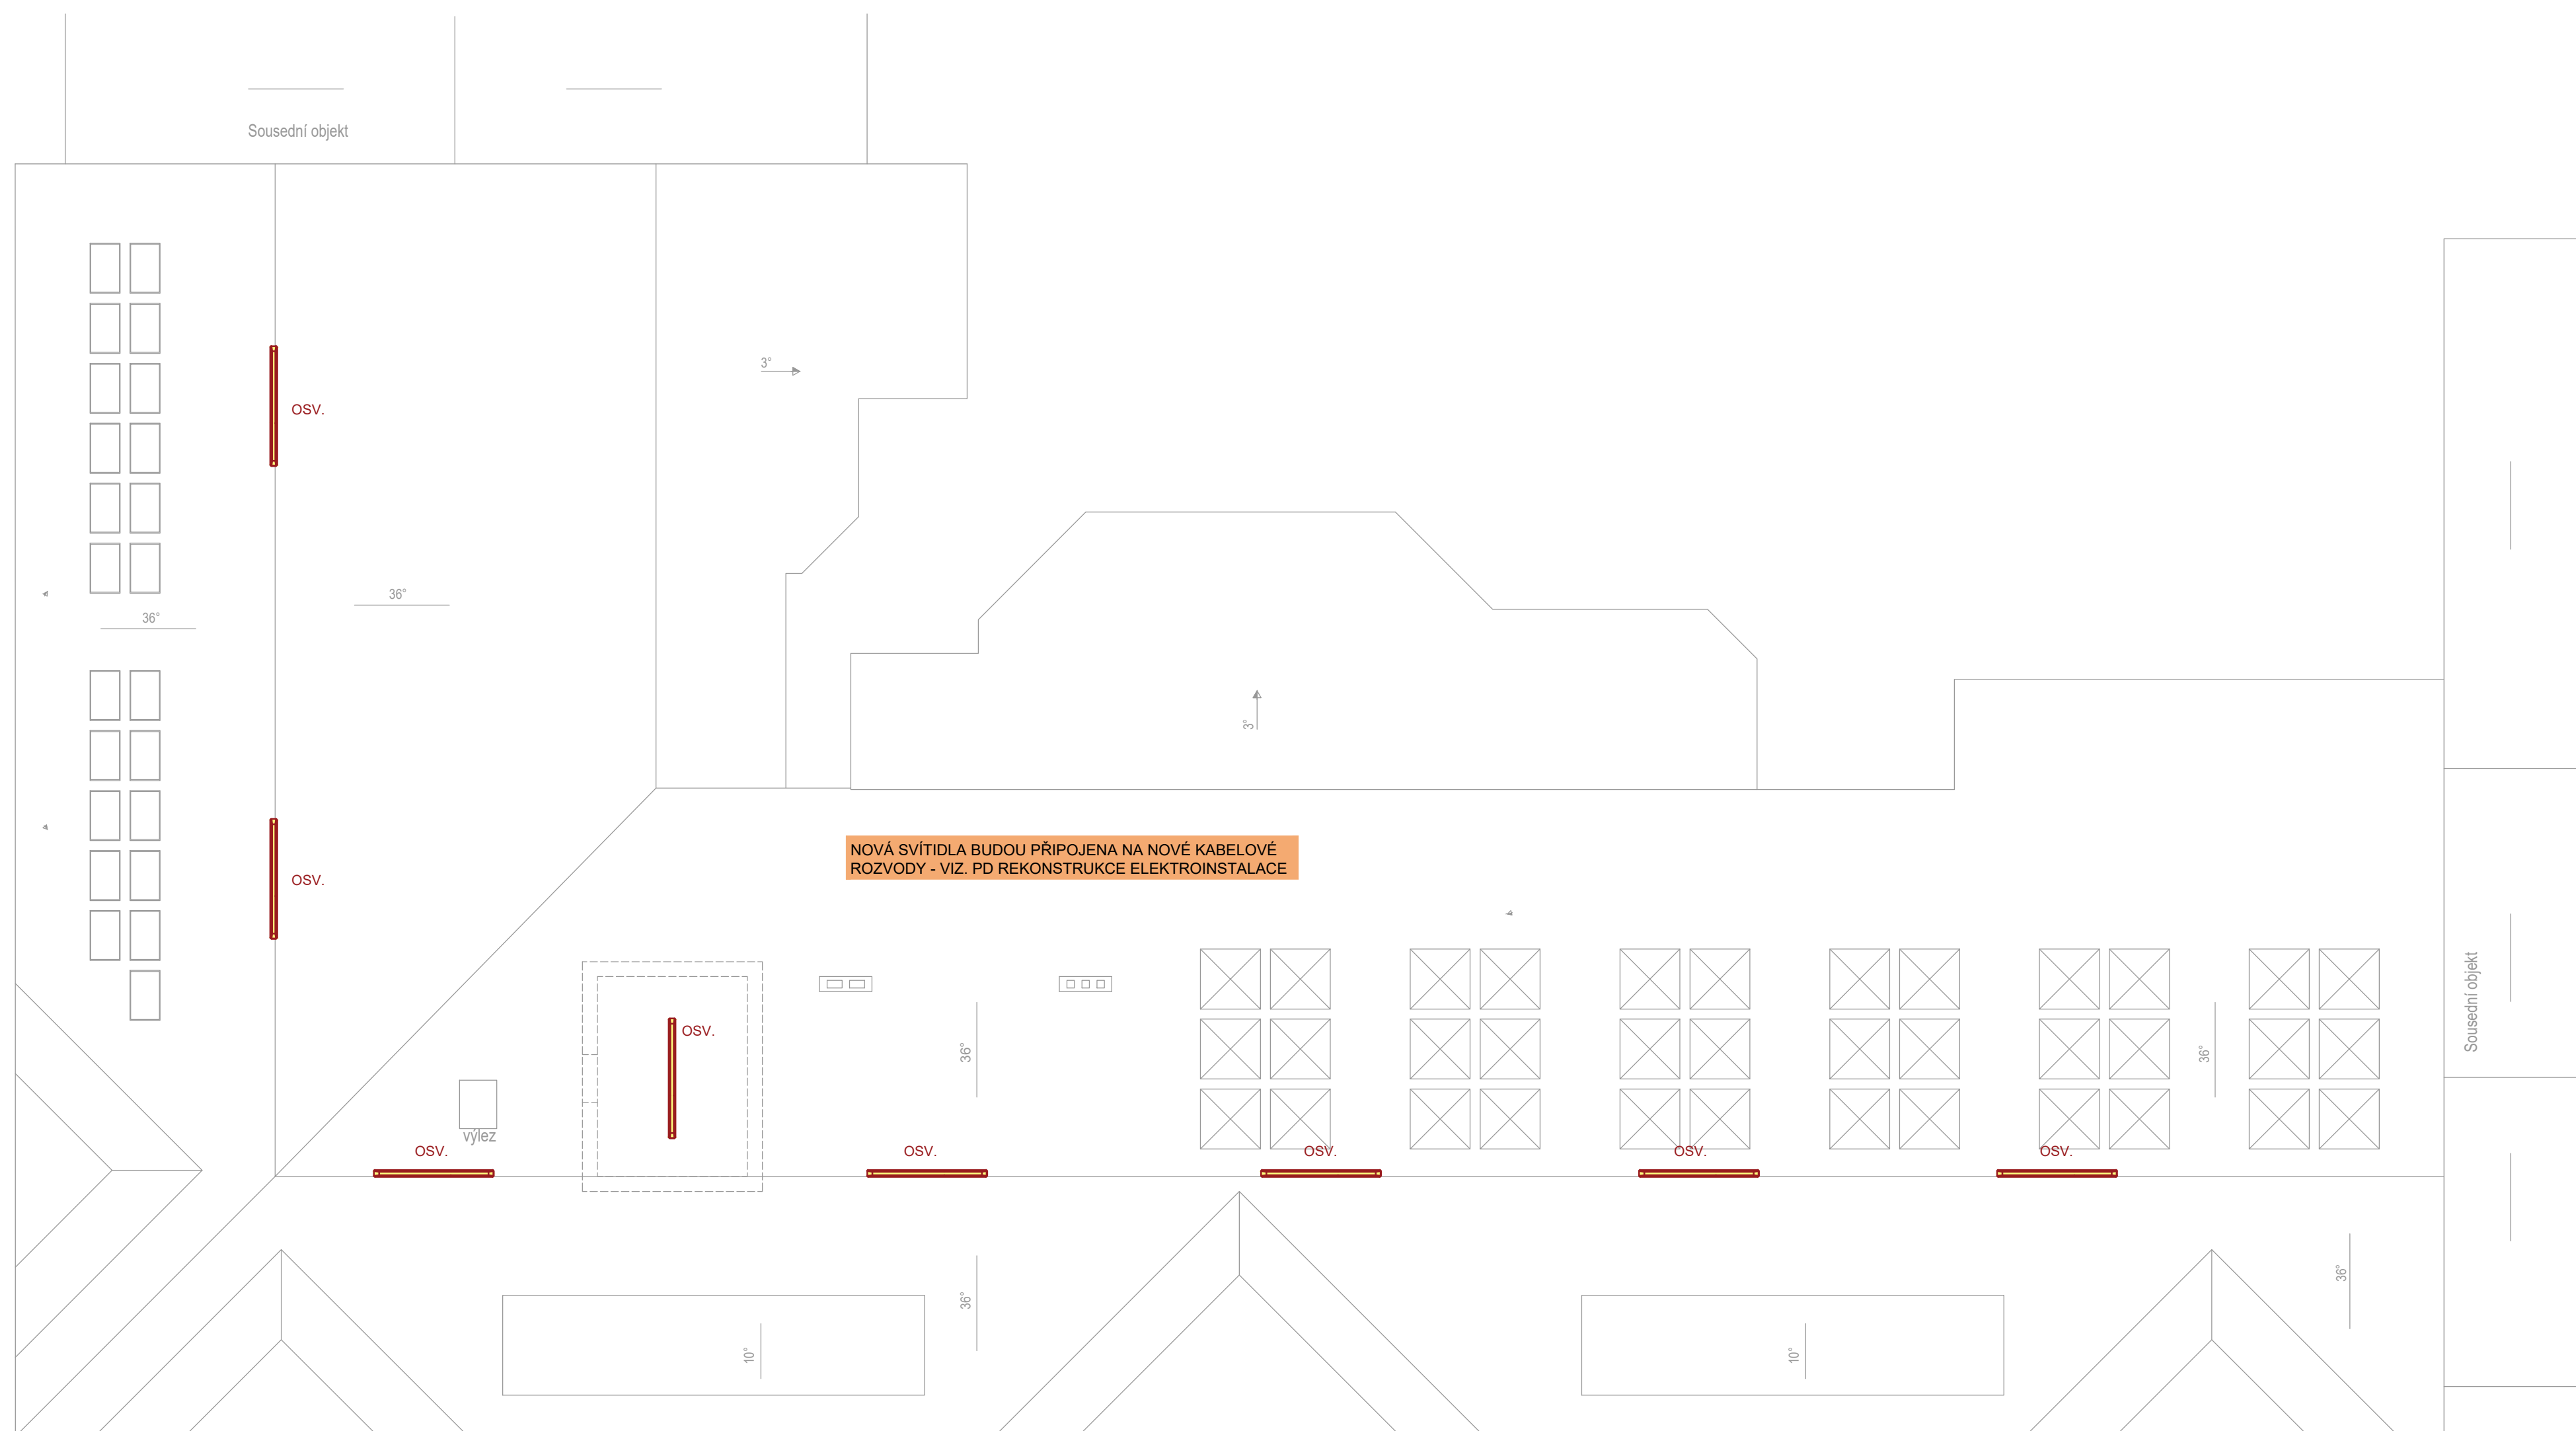 Sousední objekt
3°
OSV.
36°
36°
3°
NOVÁ SVÍTIDLA BUDOU PŘIPOJENA NA NOVÉ KABELOVÉ
ROZVODY - VIZ. PD REKONSTRUKCE ELEKTROINSTALACE
OSV.
Sousední objekt
OSV.
36°
36°
výlez
OSV.
OSV.
OSV.
OSV.
OSV.
36°
36°
10°
10°